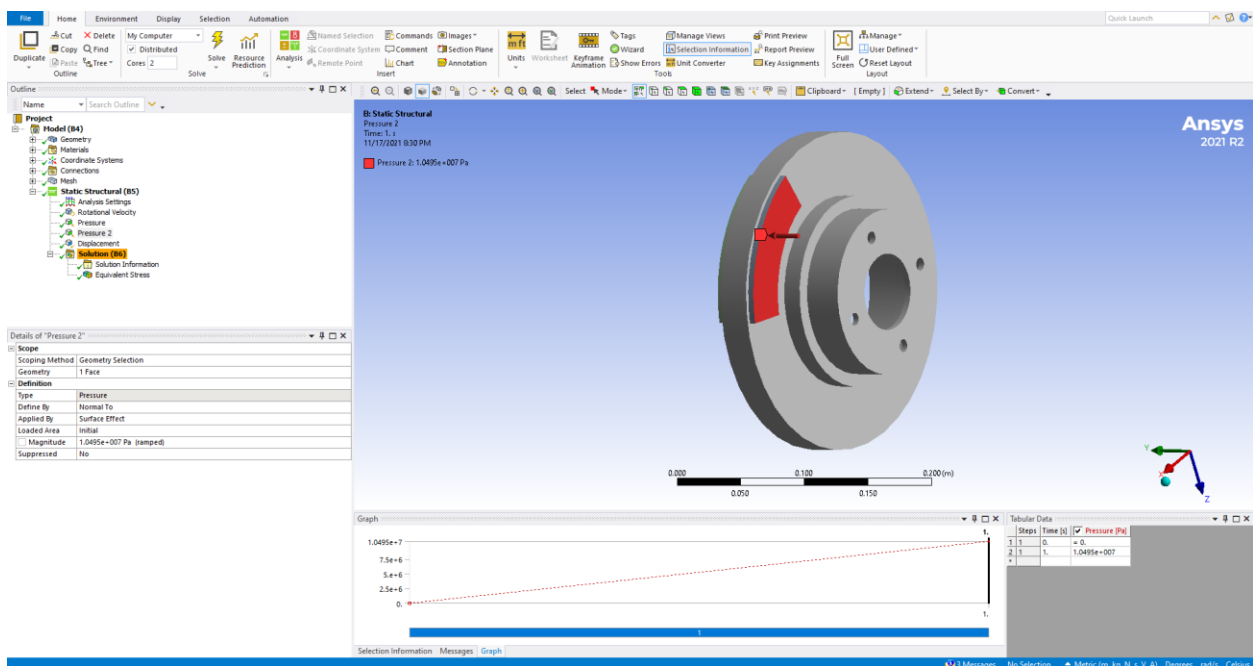 File Home Environment Display Selection Automation Quick Launch
Cut Delete My Computer Named Selection Commands Images Tags Manage Views Print Preview Manage
Copy Find Distributed Coordinate System Comment Section Plane Wizard Selection Information Report Preview User Defined
Duplicate Paste Tree Cores 2 Solve Resource Prediction Analysis Remote Point Chart Annotation Units Worksheet Keyframe Animation Show Errors Unit Converter Key Assignments Full Screen Reset Layout
Outline Solve Insert Tools Layout
Outline
Name Search Outline
Select Mode Clipboard [ Empty ] Extend Select By Convert
Project
Model (B4)
Geometry
Materials
Coordinate Systems
Connections
Mesh
Static Structural (B5)
Analysis Settings
Rotational Velocity
Pressure
Pressure 2
Displacement
Solution (B6)
Solution Information
Equivalent Stress
B: Static Structural
Pressure 2
Time: 1. s
11/17/2021 8:30 PM
Pressure 2: 1.0495e+007 Pa
Ansys
2021 R2
0.000 0.100 0.200 (m)
0.050 0.150
Y
X
Z
Details of "Pressure 2"
Scope
Scoping Method Geometry Selection
Geometry 1 Face
Definition
Type Pressure
Define By Normal To
Applied By Surface Effect
Loaded Area Initial
Magnitude 1.0495e+007 Pa (ramped)
Suppressed No
Graph
1.
1.0495e+7
7.5e+6
5.e+6
2.5e+6
0.
1.
1
Tabular Data
Steps Time [s] Pressure [Pa]
1 1 0. = 0.
2 1 1. 1.0495e+007
*
Selection Information Messages Graph
3 Messages No Selection Metric (m, kg, N, s, V, A) Degrees rad/s Celsius